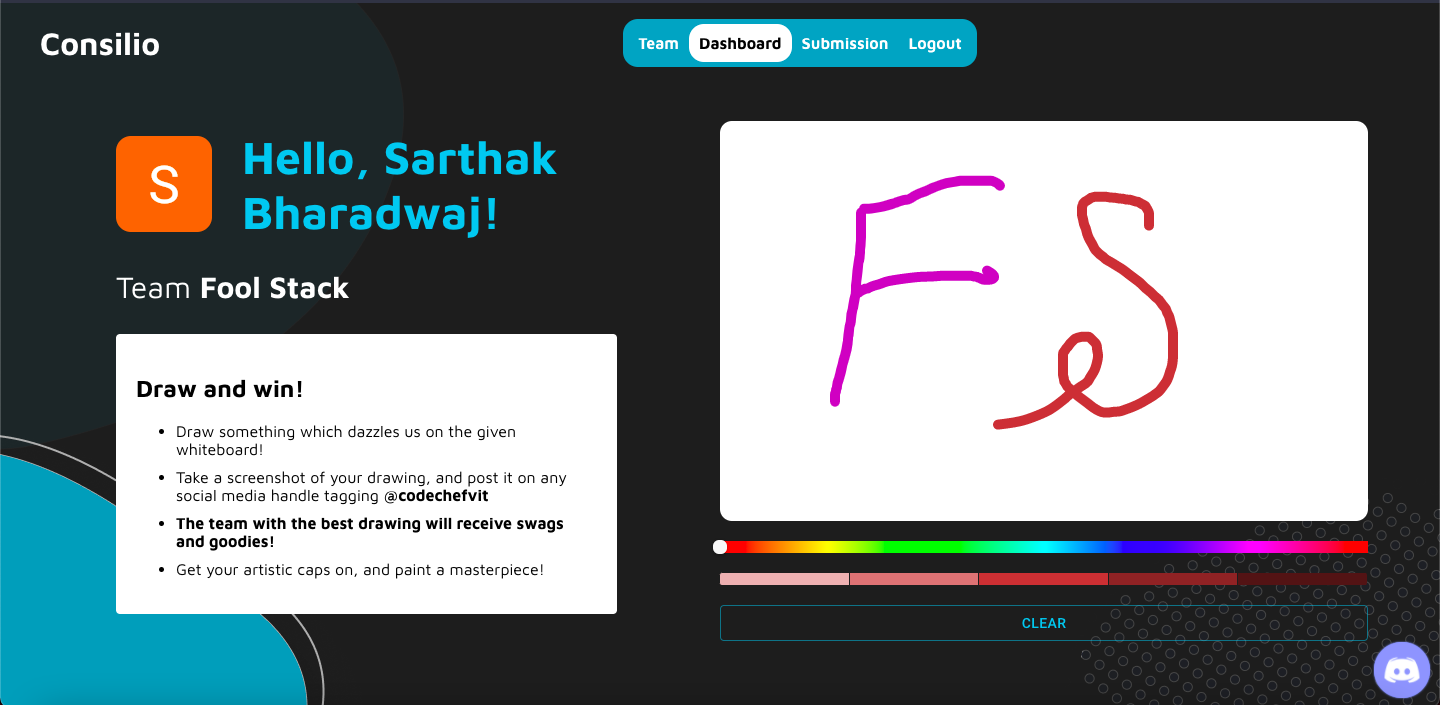 Consilio
Team Dashboard Submission Logout
S
Hello, Sarthak
Bharadwaj!
Team Fool Stack
Draw and win!
• Draw something which dazzles us on the given
whiteboard!
• Take a screenshot of your drawing, and post it on any
social media handle tagging @codechefvit
• The team with the best drawing will receive swags
and goodies!
• Get your artistic caps on, and paint a masterpiece!
FS
CLEAR